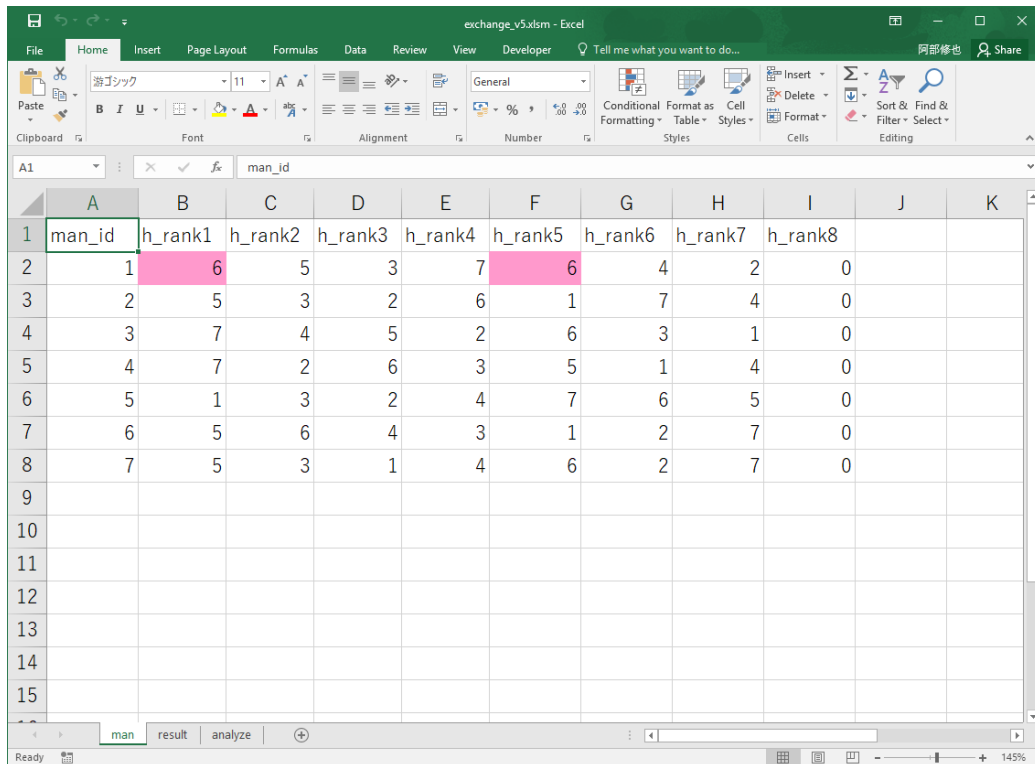 exchange_v5.xlsm - Excel
File Home Insert Page Layout Formulas Data Review View Developer Tell me what you want to do... 阿部修也 Share
Paste
游ゴシック 11 A A
B I U A abc
General
% , .0 .00 .00 .0
Conditional Formatting Format as Table Cell Styles
Insert
Delete
Format
Σ A Z
Sort & Filter Find & Select
Clipboard Font Alignment Number Styles Cells Editing
A1 fx man_id
A B C D E F G H I J K
1 man_id h_rank1 h_rank2 h_rank3 h_rank4 h_rank5 h_rank6 h_rank7 h_rank8
2 1 6 5 3 7 6 4 2 0
3 2 5 3 2 6 1 7 4 0
4 3 7 4 5 2 6 3 1 0
5 4 7 2 6 3 5 1 4 0
6 5 1 3 2 4 7 6 5 0
7 6 5 6 4 3 1 2 7 0
8 7 5 3 1 4 6 2 7 0
9
10
11
12
13
14
15
man result analyze
Ready 145%